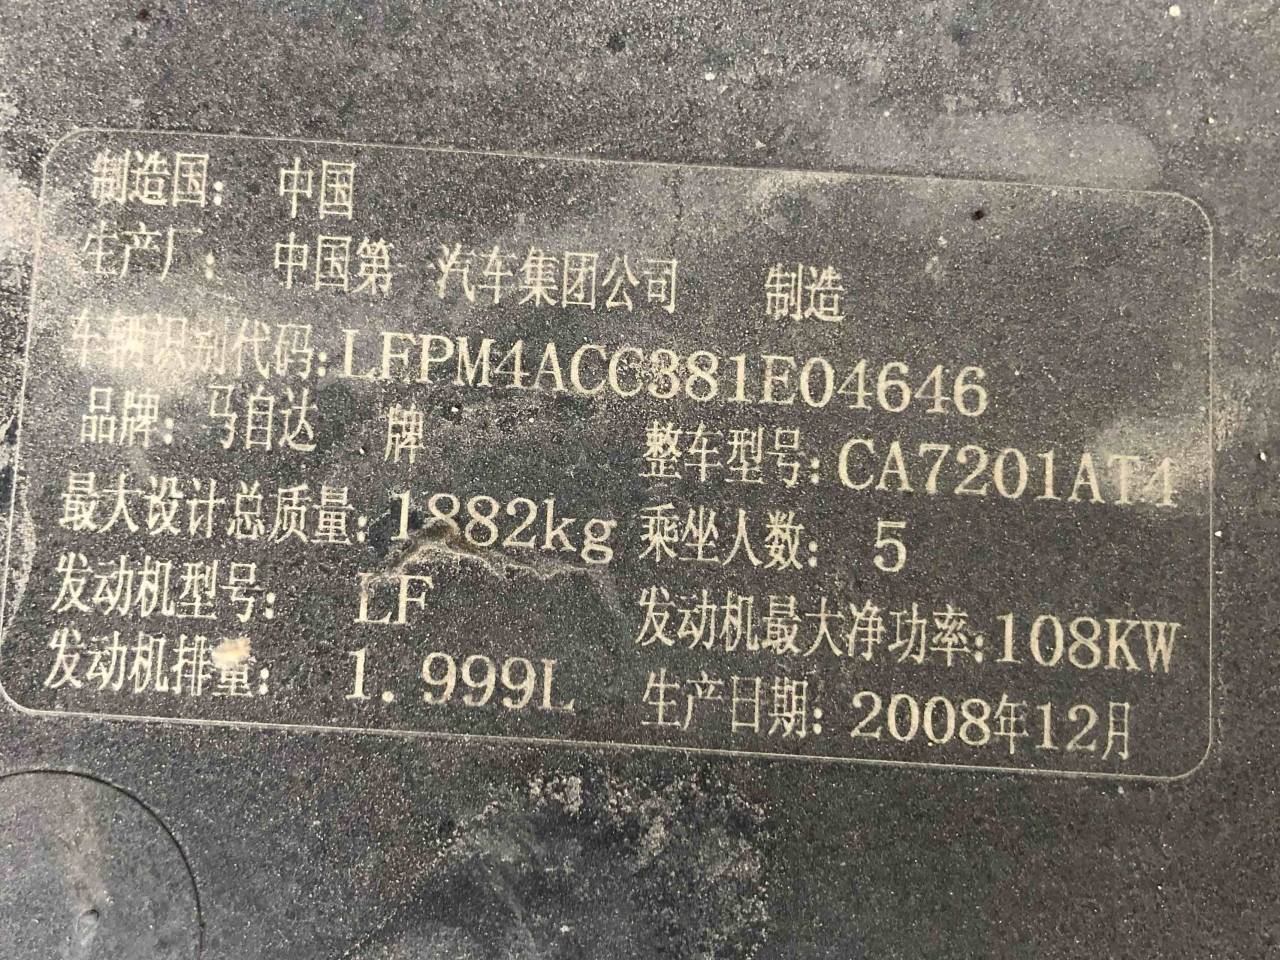 制造国: 中国
生产厂: 中国第 汽车集团公司 制造
车辆识别代码:LFPM4ACC381E04646
品牌: 马自达 牌 整车型号:CA7201AT4
最大设计总质量:1882kg 乘坐人数: 5
发动机型号: LF 发动机最大净功率:108KW
发动机排量: 1.999L 生产日期: 2008年12月